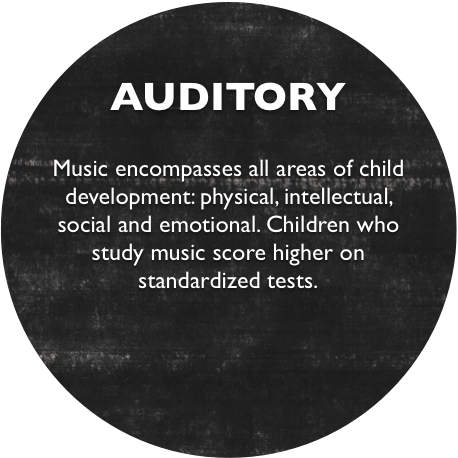 AUDITORY
Music encompasses all areas of child
development: physical, intellectual,
social and emotional. Children who
study music score higher on
standardized tests.